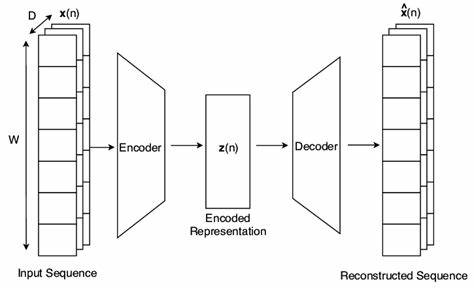 D
x(n)
W
Input Sequence
Encoder
z(n)
Encoded
Representation
Decoder
x̂(n)
Reconstructed Sequence